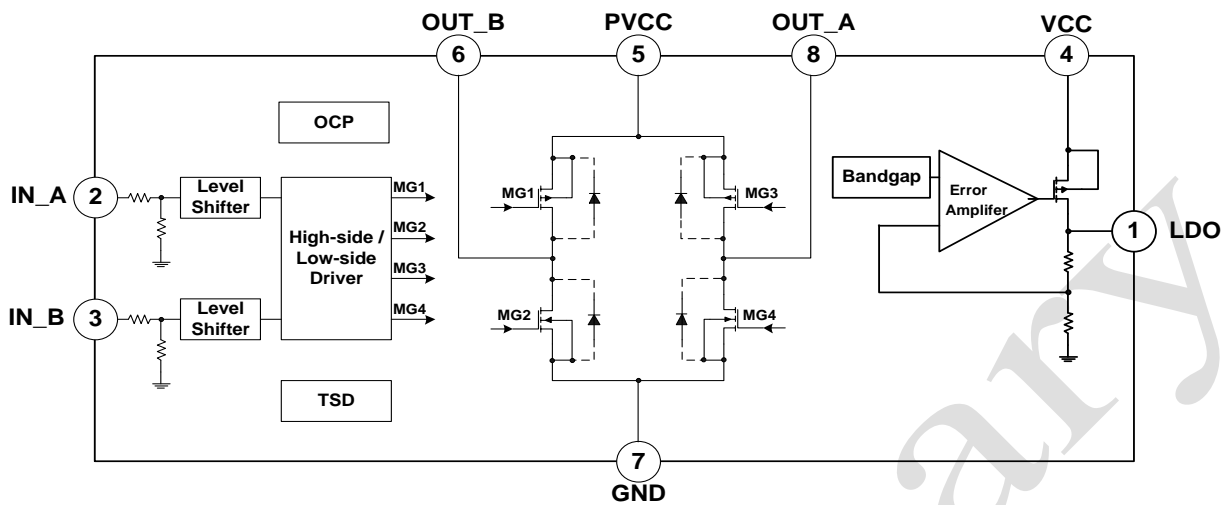 OUT_B PVCC OUT_A VCC
6 5 8 4
OCP
IN_A 2
Level
Shifter
High-side /
Low-side
Driver
MG1
MG2
MG3
MG4
IN_B 3
Level
Shifter
TSD
MG1
MG3
MG2
MG4
Bandgap
Error
Amplifer
1 LDO
7
GND
ary